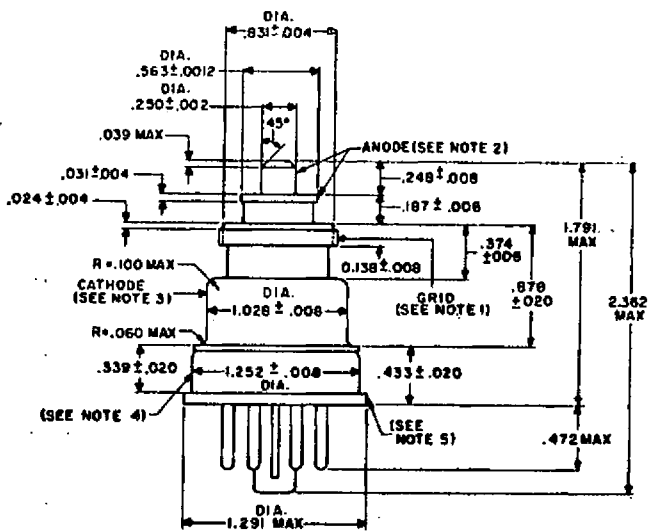 DIA.
.831±.004
DIA.
.563±.0012
DIA.
.250±.002
45°
.039 MAX
ANODE(SEE NOTE 2)
.031±004
.248±.008
.024±.004
.187±.006
1.791
MAX
.374
±006
R=.100 MAX
0.138±.008
CATHODE
(SEE NOTE 3)
DIA.
1.028±.008
GRID
(SEE NOTE 1)
.878
±020
2.362
MAX
R=.060 MAX
.339±.020
1.252±.008
DIA.
.433±.020
(SEE NOTE 4)
(SEE
NOTE 5)
.472 MAX
DIA.
1.291 MAX